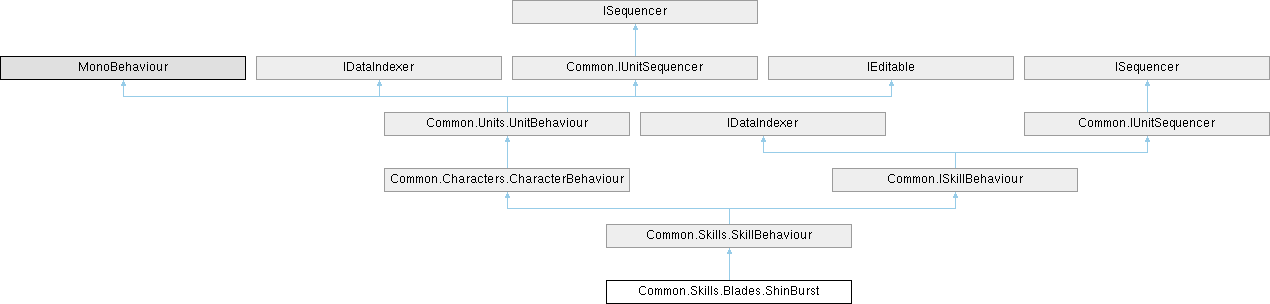 ISequencer
MonoBehaviour
IDataIndexer
Common.IUnitSequencer
IEditable
ISequencer
Common.Units.UnitBehaviour
IDataIndexer
Common.IUnitSequencer
Common.Characters.CharacterBehaviour
Common.ISkillBehaviour
Common.Skills.SkillBehaviour
Common.Skills.Blades.ShinBurst